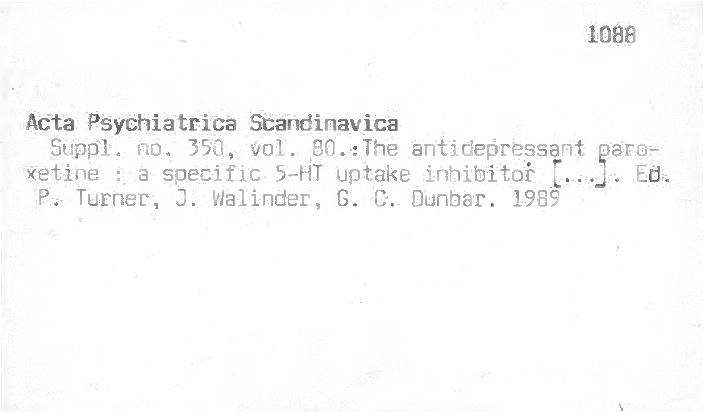 1088
Acta Psychiatrica Scandinavica
Suppl. no. 350, vol. 80.:The antidepressant paro-
xetine : a specific 5-HT uptake inhibitor [...]. Ed.
P. Turner, J. Walinder, G. C. Dunbar. 1989